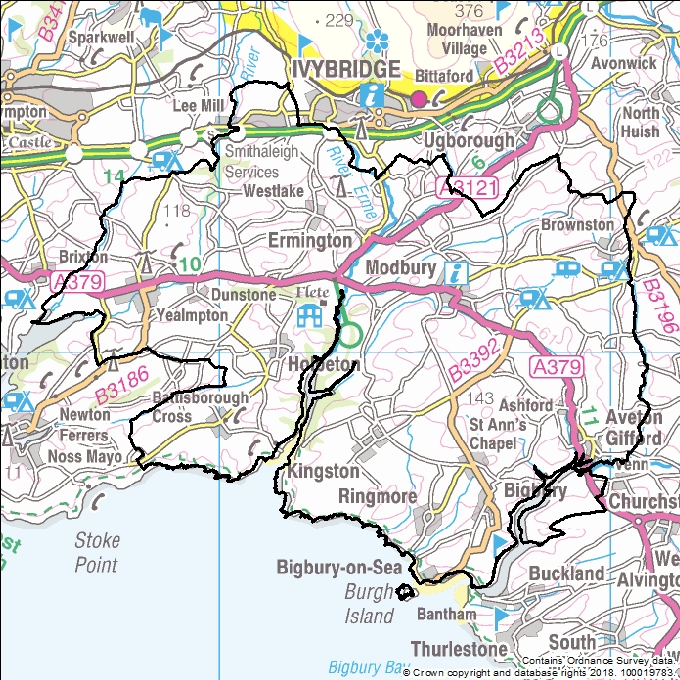 B341
Sparkwell
229
376
Moorhaven
Village
B3213
176
Avonwick
River
IVYBRIDGE
Bittaford
Lee Mill
ympton
Castle
Ugborough
North
Huish
Smithaleigh
Services
14
6
122
River
Erme
Westlake
A3121
118
Brownston
Ermington
Brixton
10
Modbury
A379
Dunstone
Flete
B3196
Yealmpton
61
Holbeton
ton
B3186
B3392
A379
Battisborough
Cross
143
Ashford
11
Newton
Ferrers
St Ann's
Chapel
Aveton
Gifford
Noss Mayo
11
Venn
Kingston
Bigbury
Ringmore
Churchst
Stoke
Point
We
Bigbury-on-Sea
Buckland
Alvington
Burgh
Island
Bantham
Thurlestone
South
Bigbury Bay
Contains Ordnance Survey data.
© Crown copyright and database rights 2018. 100019783.